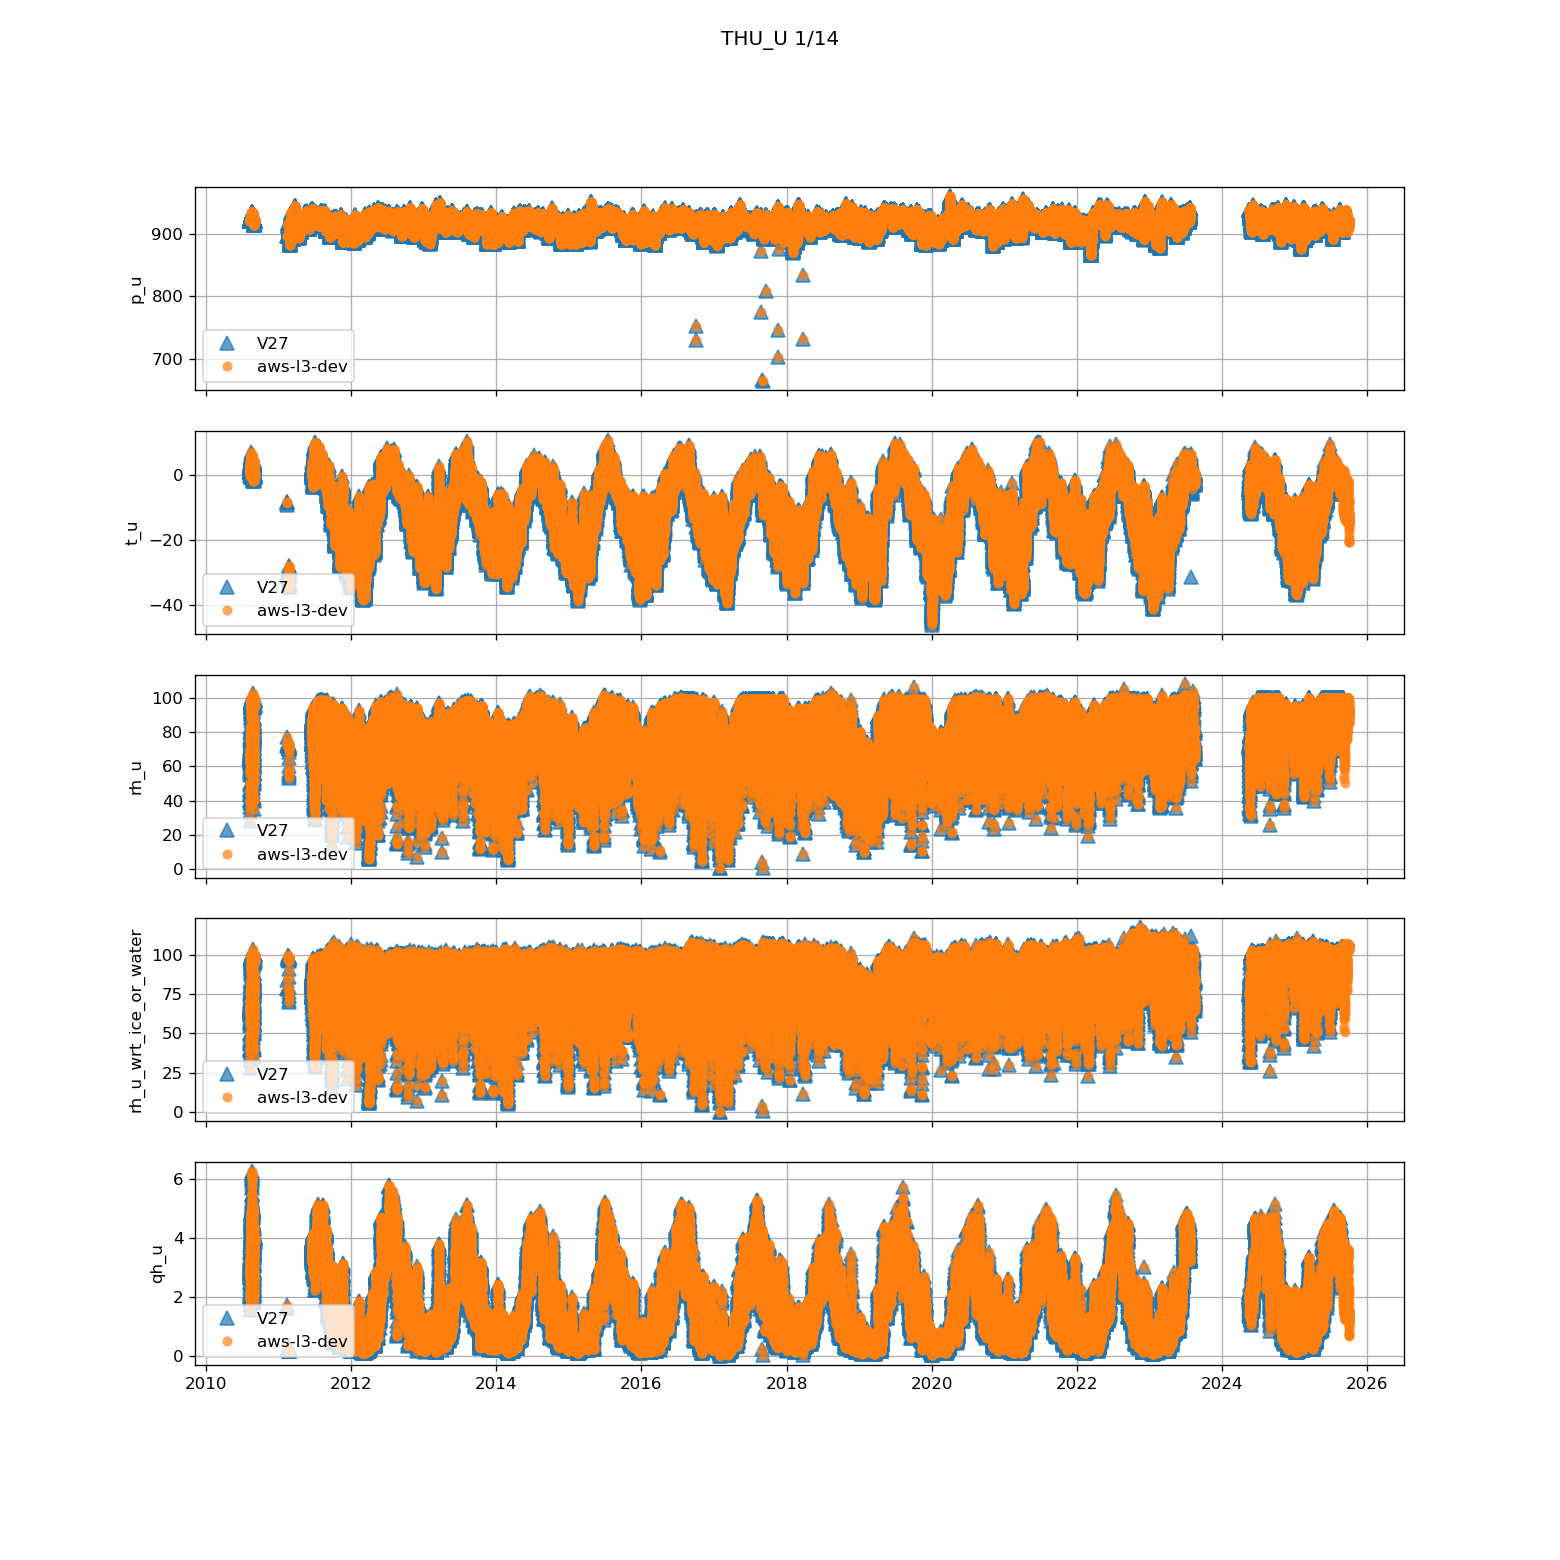 THU_U 1/14
900
800
700
p_u
V27
aws-l3-dev
0
−20
−40
t_u
V27
aws-l3-dev
100
80
60
40
20
0
rh_u
V27
aws-l3-dev
100
75
50
25
0
rh_u_wrt_ice_or_water
V27
aws-l3-dev
6
4
2
0
qh_u
V27
aws-l3-dev
2010 2012 2014 2016 2018 2020 2022 2024 2026